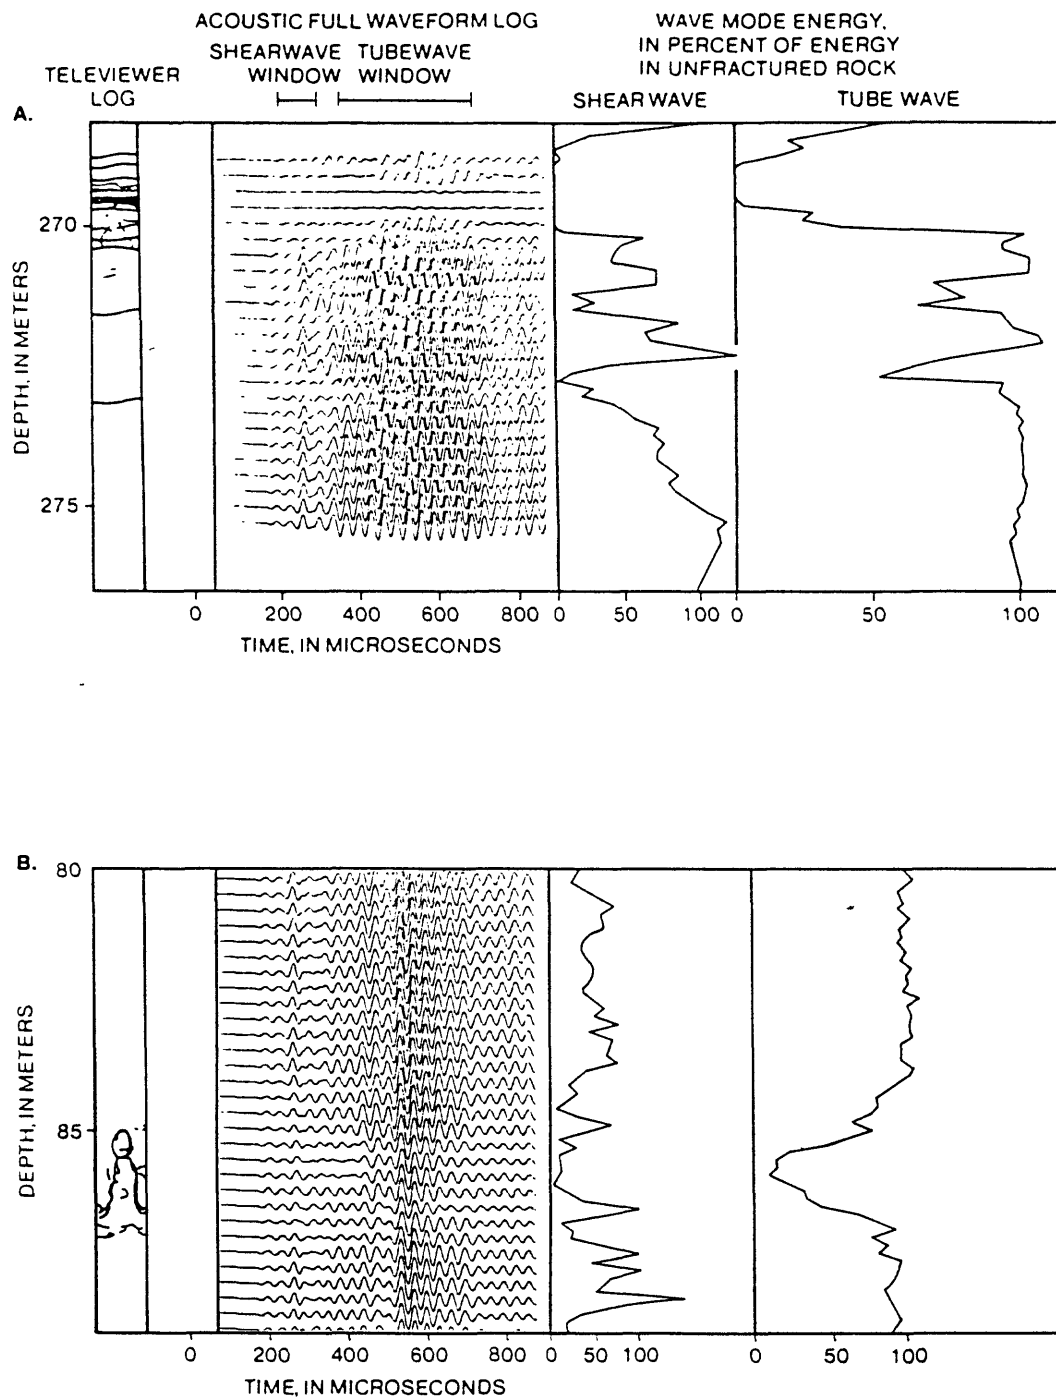 ACOUSTIC FULL WAVEFORM LOG
WAVE MODE ENERGY,
IN PERCENT OF ENERGY
IN UNFRACTURED ROCK
SHEARWAVE TUBEWAVE
WINDOW WINDOW
TELEVIEWER
LOG
SHEAR WAVE
TUBE WAVE
A.
270
275
DEPTH, IN METERS
0 200 400 600 800
TIME, IN MICROSECONDS
0 50 100
0 50 100
B.
80
85
DEPTH, IN METERS
0 200 400 600 800
TIME, IN MICROSECONDS
0 50 100
0 50 100